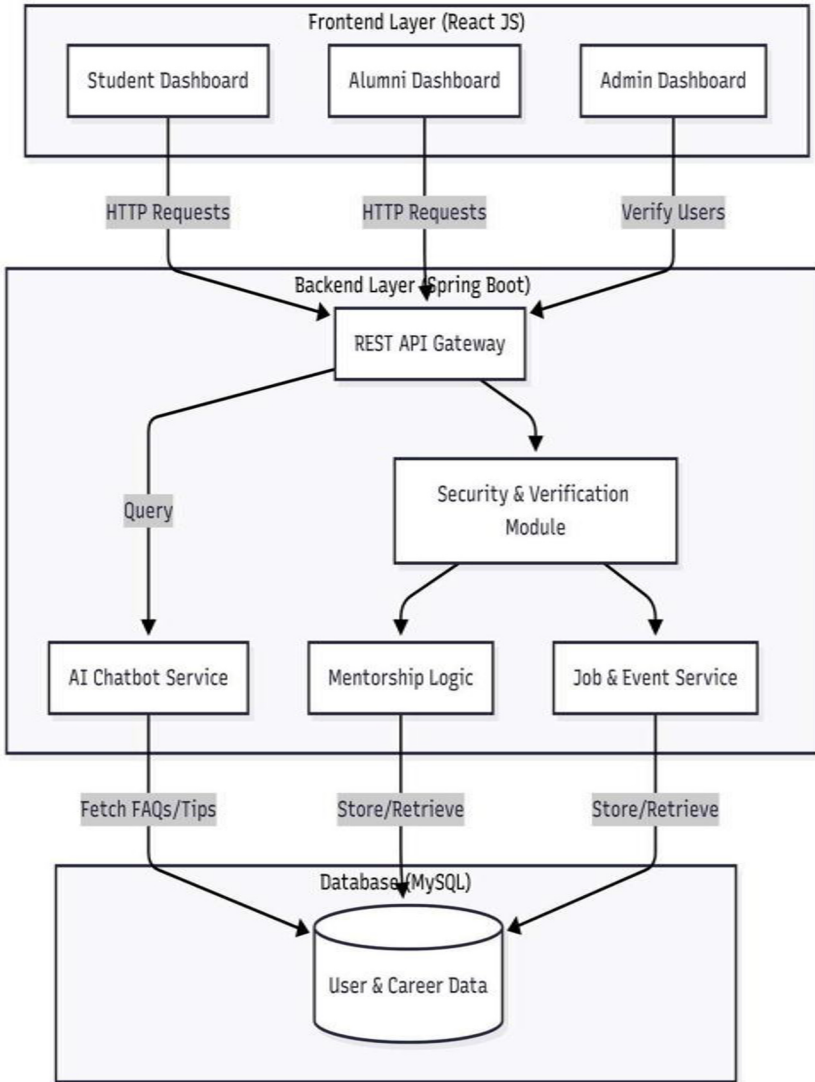 Frontend Layer (React JS)
Student Dashboard
Alumni Dashboard
Admin Dashboard
HTTP Requests
HTTP Requests
Verify Users
Backend Layer (Spring Boot)
REST API Gateway
Security & Verification
Module
Query
AI Chatbot Service
Mentorship Logic
Job & Event Service
Fetch FAQs/Tips
Store/Retrieve
Store/Retrieve
Database (MySQL)
User & Career Data